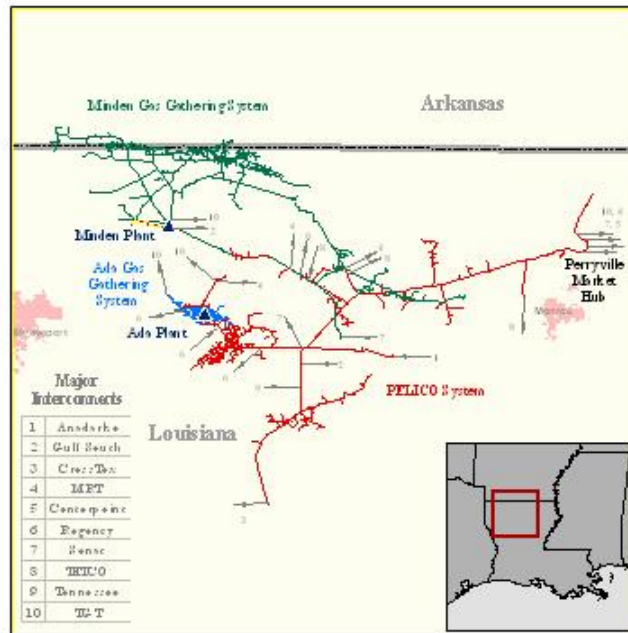 Minden Gas Gathering System
Arkansas
Minden Plant
Ada Gas
Gathering
System
Ada Plant
Perryville
Market
Hub
PELICO System
Louisiana
Major
Interconnects
1 Anadarko
2 Gulf South
3 CrossTex
4 MRT
5 Centerpoint
6 Regency
7 Sonat
9 Tennessee
10 TGT